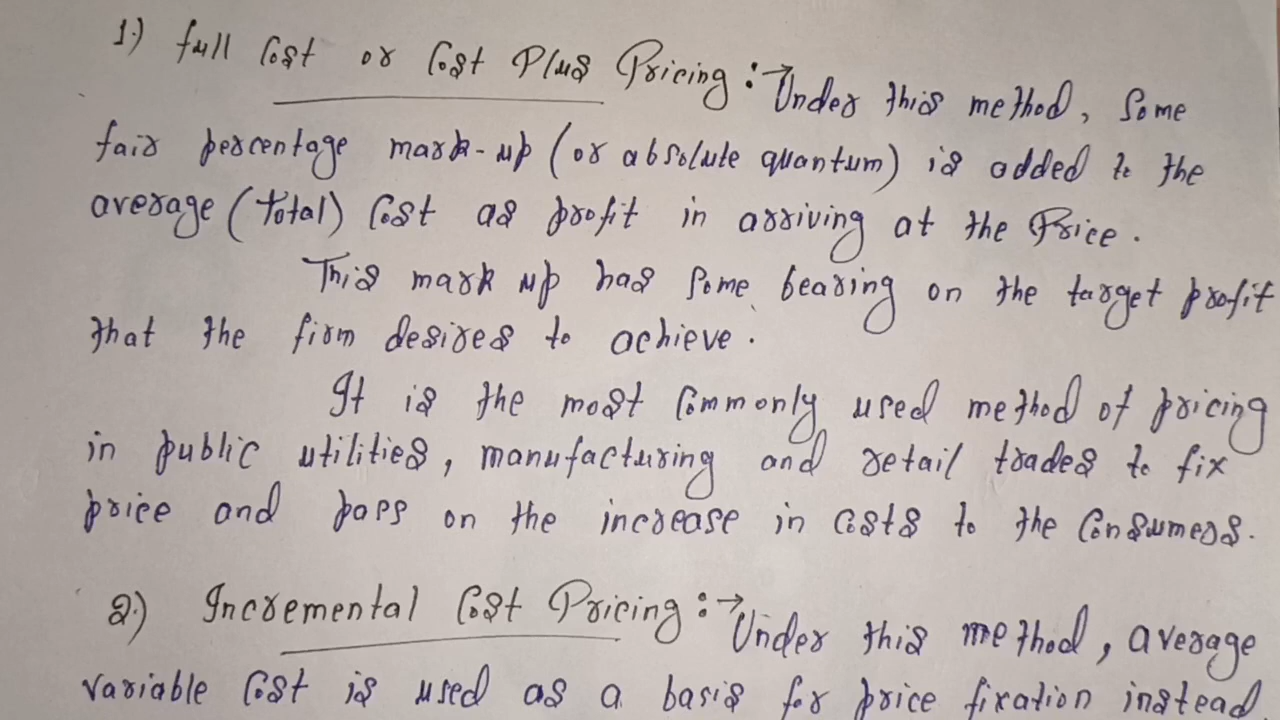 1.) full Cost or Cost Plus Pricing :→ Under this method, Some
fair percentage mark-up (or absolute quantum) is added to the
average (total) Cost as profit in arriving at the Price.
This mark up has Some bearing on the target profit
that the firm desires to achieve.
It is the most Commonly used method of pricing
in public utilities, manufacturing and retail trades to fix
price and pass on the increase in Costs to the Consumers.
2.) Incremental Cost Pricing :→ Under this method, average
variable Cost is used as a basis for price fixation instead